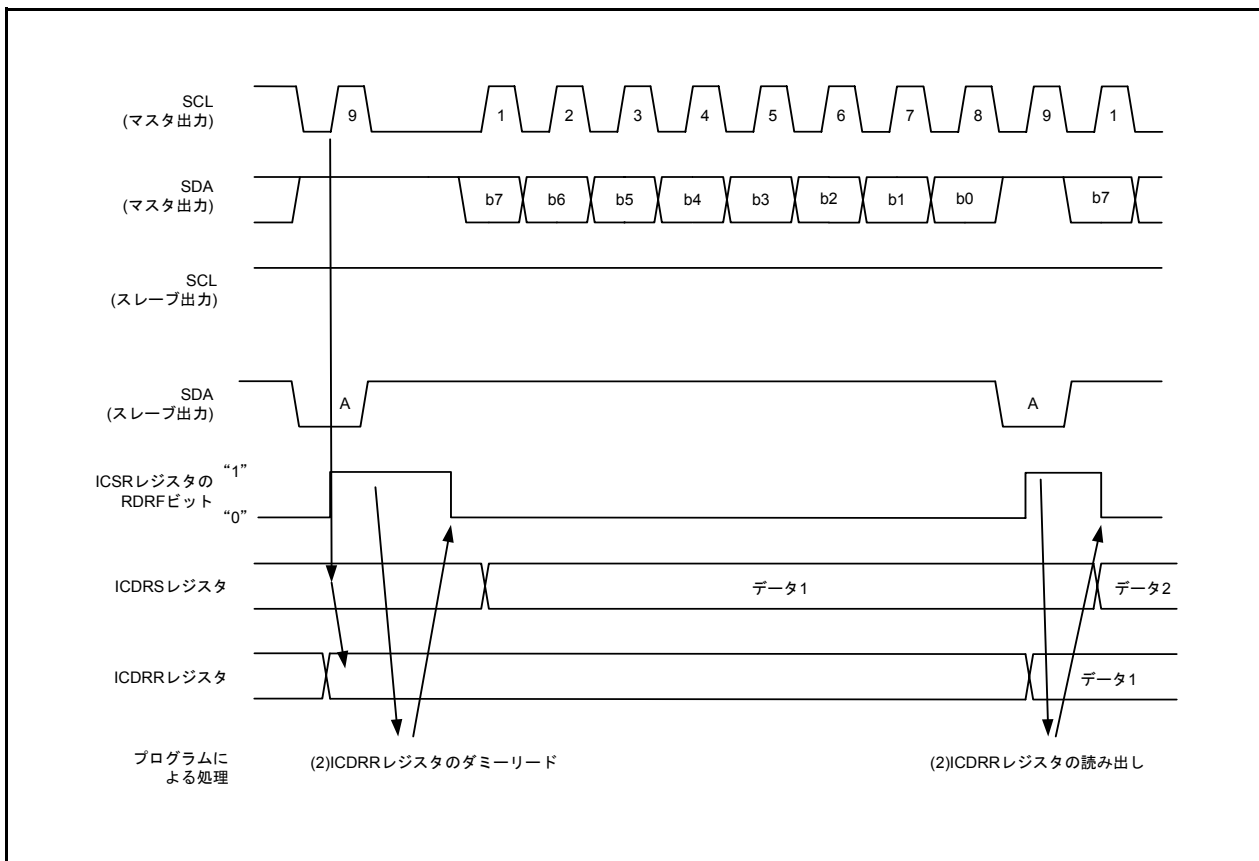 SCL
(マスタ出力)
9 1 2 3 4 5 6 7 8 9 1
SDA
(マスタ出力)
b7 b6 b5 b4 b3 b2 b1 b0 b7
SCL
(スレーブ出力)
SDA
(スレーブ出力)
A A
ICSRレジスタの
RDRFビット
“1”
“0”
ICDRSレジスタ
データ1 データ2
ICDRRレジスタ
データ1
プログラムに
よる処理
(2)ICDRRレジスタのダミーリード (2)ICDRRレジスタの読み出し